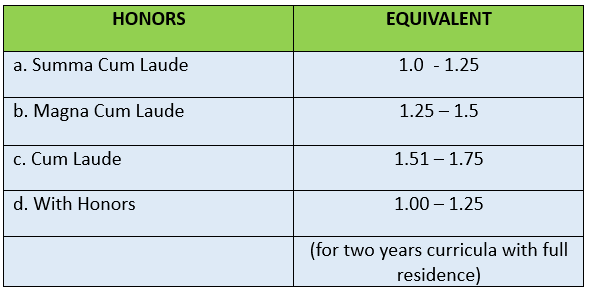 HONORS EQUIVALENT
a. Summa Cum Laude 1.0  - 1.25
b. Magna Cum Laude 1.25 – 1.5
c. Cum Laude 1.51 – 1.75
d. With Honors 1.00 – 1.25
(for two years curricula with full
residence)